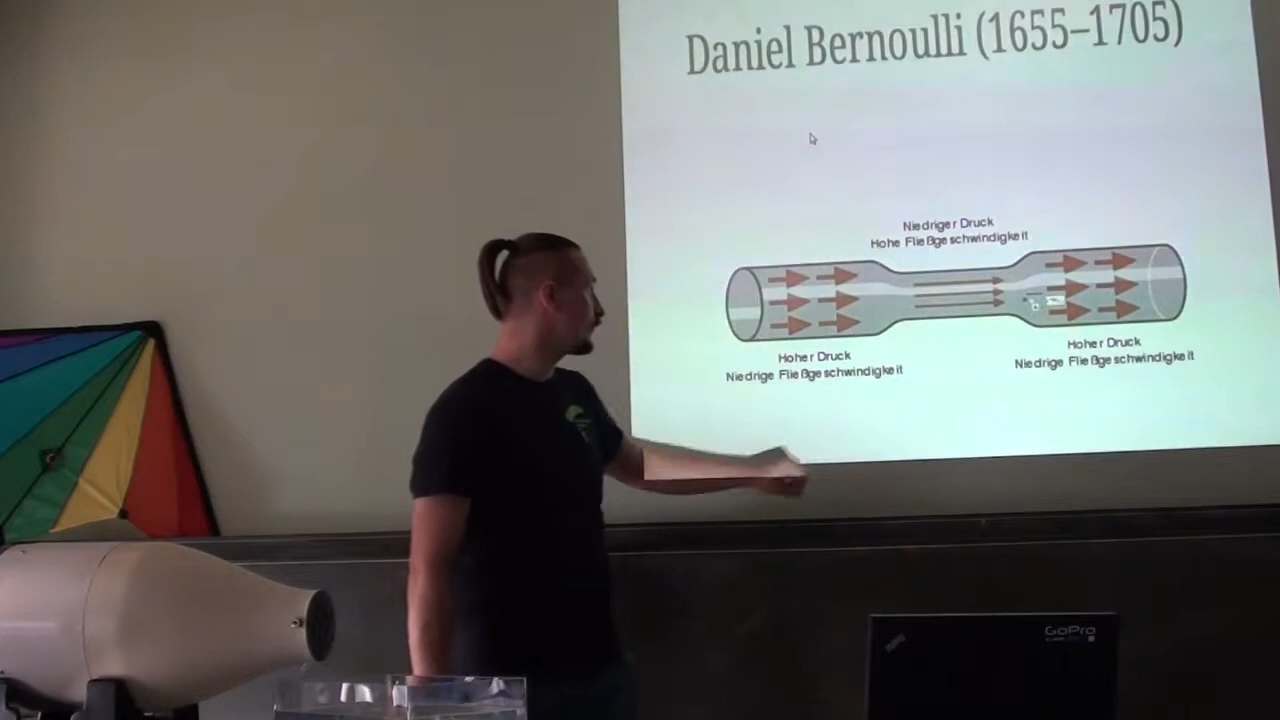 Daniel Bernoulli (1655–1705)
Niedriger Druck
Hohe Fließgeschwindigkeit
Hoher Druck
Niedrige Fließgeschwindigkeit
Hoher Druck
Niedrige Fließgeschwindigkeit
GoPro